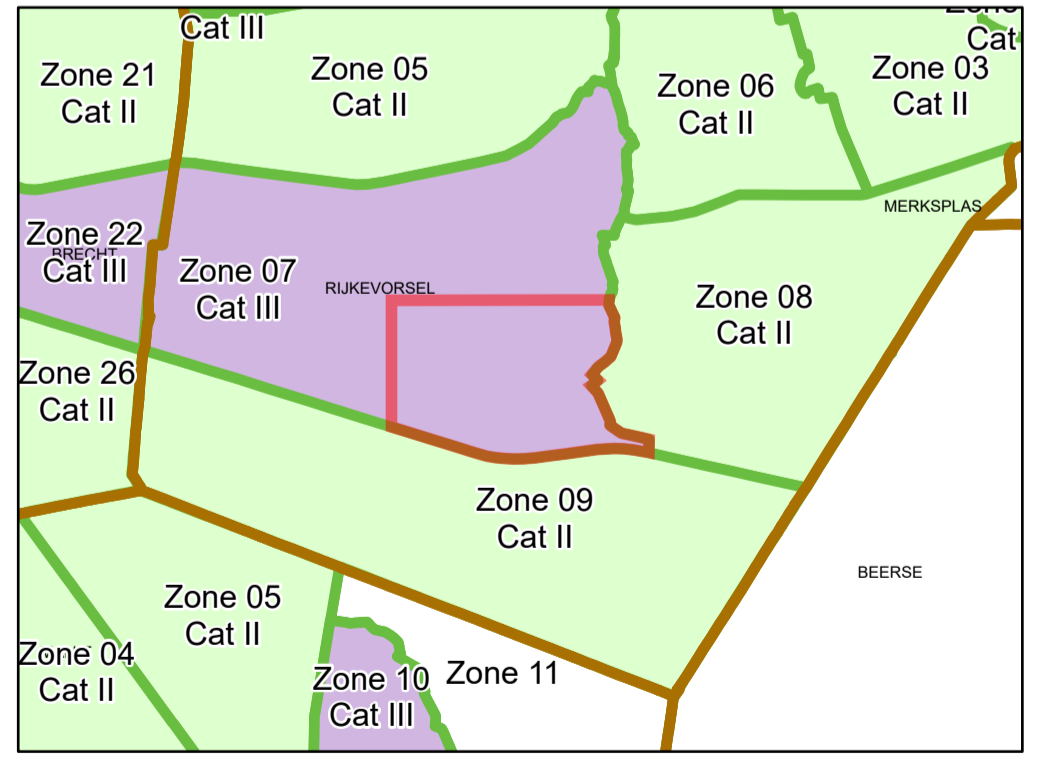 Cat III
Cat
Zone 21
Cat II
Zone 05
Cat II
Zone 06
Cat II
Zone 03
Cat II
MERKSPLAS
Zone 22
BRECHT
Cat III
Zone 07
Cat III
RIJKEVORSEL
Zone 08
Cat II
Zone 26
Cat II
Zone 09
Cat II
BEERSE
Zone 05
Cat II
Zone 04
Cat II
Zone 10
Cat III
Zone 11